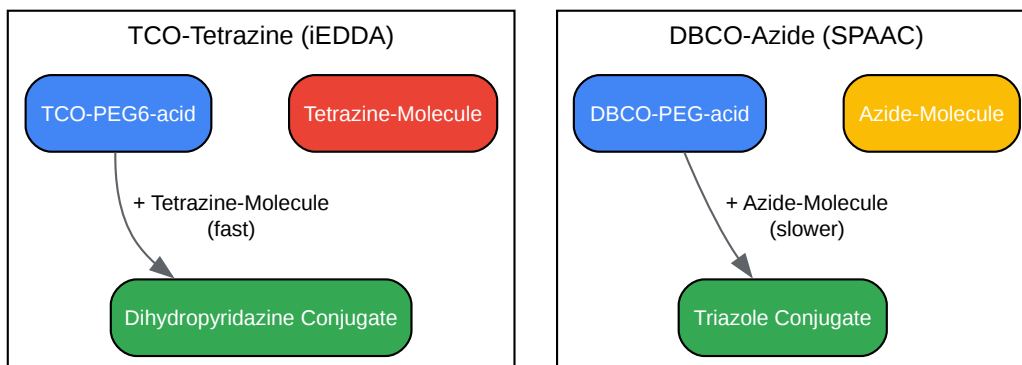 TCO-Tetrazine (iEDDA)
TCO-PEG6-acid
Tetrazine-Molecule
+ Tetrazine-Molecule
(fast)
Dihydropyridazine Conjugate
DBCO-Azide (SPAAC)
DBCO-PEG-acid
Azide-Molecule
+ Azide-Molecule
(slower)
Triazole Conjugate